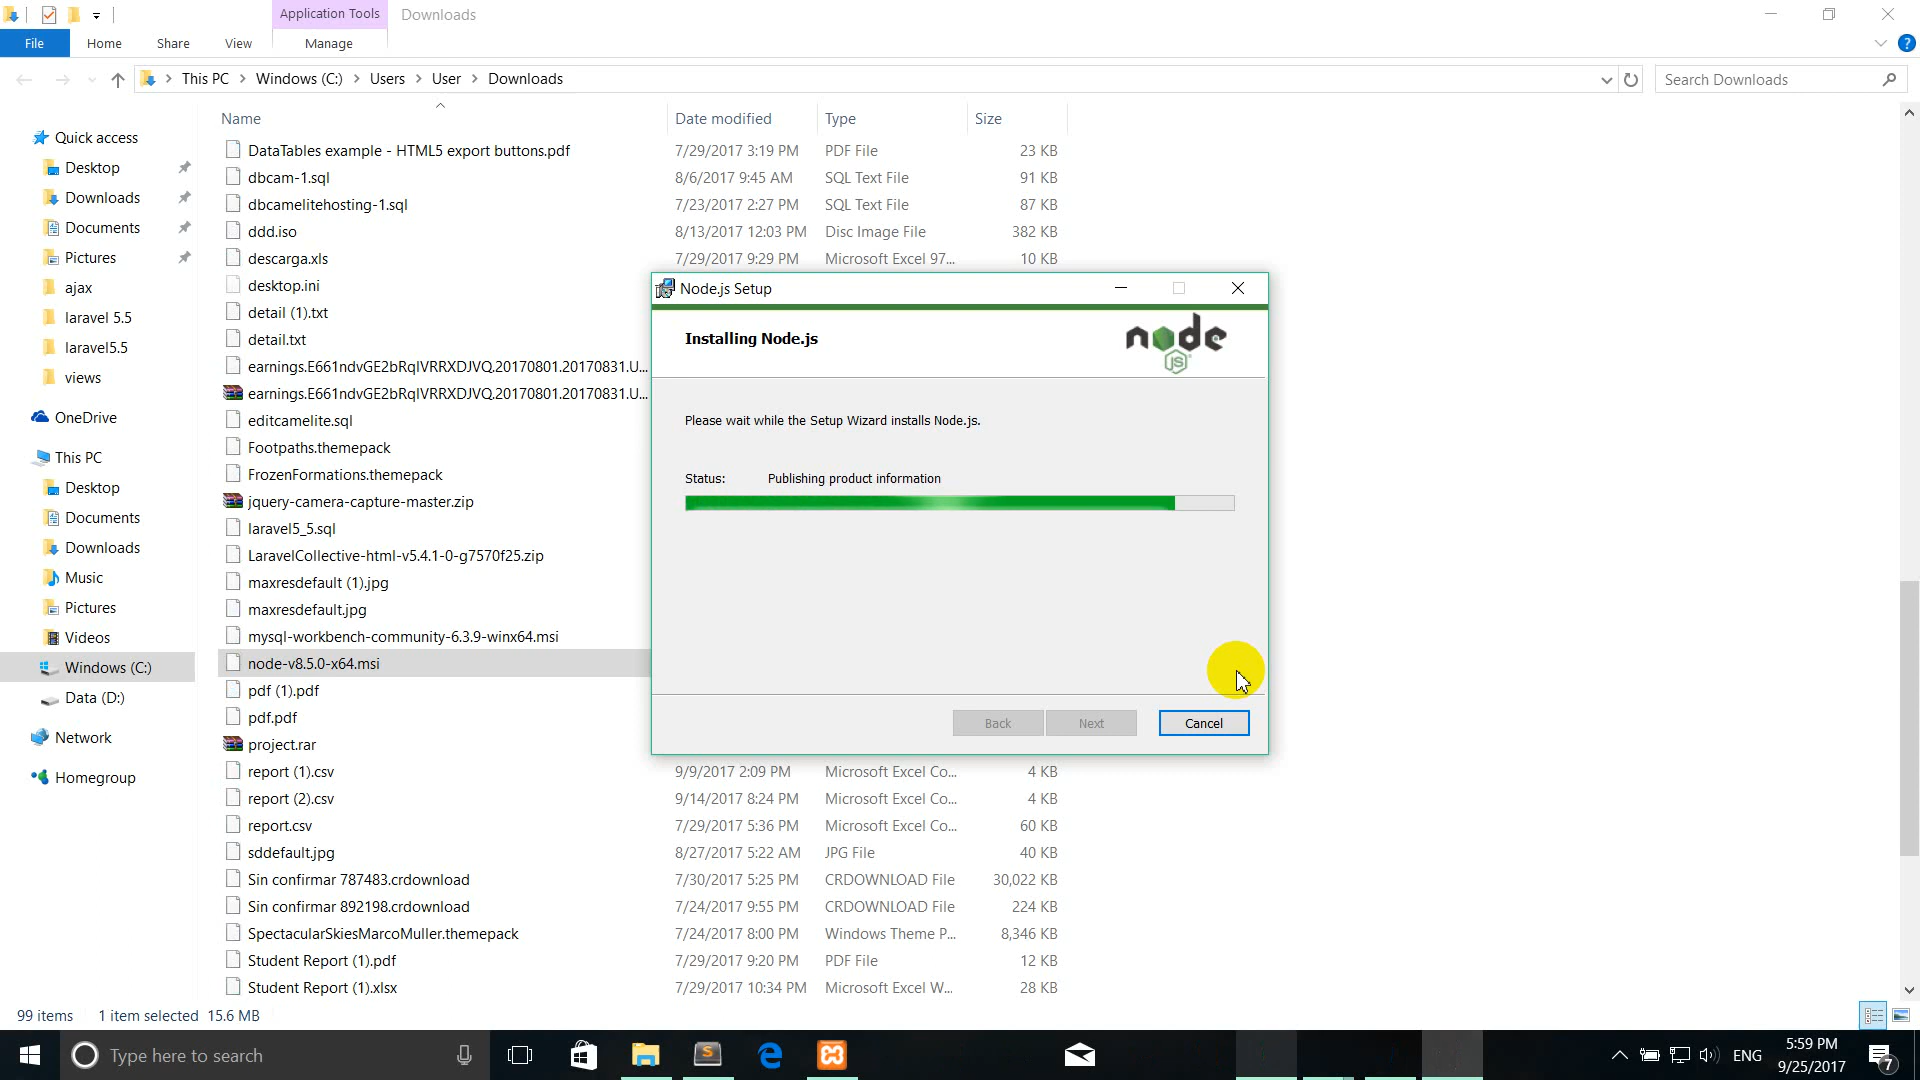 Application Tools
Downloads
File
Home
Share
View
Manage
?
This PC
Windows (C:)
Users
User
Downloads
Search Downloads
Name
Date modified
Type
Size
Quick access
Desktop
Downloads
Documents
Pictures
ajax
laravel 5.5
laravel5.5
views
OneDrive
This PC
Desktop
Documents
Downloads
Music
Pictures
Videos
Windows (C:)
Data (D:)
Network
Homegroup
DataTables example - HTML5 export buttons.pdf 7/29/2017 3:19 PM PDF File 23 KB
dbcam-1.sql 8/6/2017 9:45 AM SQL Text File 91 KB
dbcamelitehosting-1.sql 7/23/2017 2:27 PM SQL Text File 87 KB
ddd.iso 8/13/2017 12:03 PM Disc Image File 382 KB
descarga.xls 7/29/2017 9:29 PM Microsoft Excel 97... 10 KB
desktop.ini
detail (1).txt
detail.txt
earnings.E661ndvGE2bRqIVRRXDJVQ.20170801.20170831.U...
earnings.E661ndvGE2bRqIVRRXDJVQ.20170801.20170831.U...
editcamelite.sql
Footpaths.themepack
FrozenFormations.themepack
jquery-camera-capture-master.zip
laravel5_5.sql
LaravelCollective-html-v5.4.1-0-g7570f25.zip
maxresdefault (1).jpg
maxresdefault.jpg
mysql-workbench-community-6.3.9-winx64.msi
node-v8.5.0-x64.msi
pdf (1).pdf
pdf.pdf
project.rar
report (1).csv 9/9/2017 2:09 PM Microsoft Excel Co... 4 KB
report (2).csv 9/14/2017 8:24 PM Microsoft Excel Co... 4 KB
report.csv 7/29/2017 5:36 PM Microsoft Excel Co... 60 KB
sddefault.jpg 8/27/2017 5:22 AM JPG File 40 KB
Sin confirmar 787483.crdownload 7/30/2017 5:25 PM CRDOWNLOAD File 30,022 KB
Sin confirmar 892198.crdownload 7/24/2017 9:55 PM CRDOWNLOAD File 224 KB
SpectacularSkiesMarcoMuller.themepack 7/24/2017 8:00 PM Windows Theme P... 8,346 KB
Student Report (1).pdf 7/29/2017 9:20 PM PDF File 12 KB
Student Report (1).xlsx 7/29/2017 10:34 PM Microsoft Excel W... 28 KB
Node.js Setup
Installing Node.js
node
JS
Please wait while the Setup Wizard installs Node.js.
Status: Publishing product information
Back
Next
Cancel
99 items 1 item selected 15.6 MB
Type here to search
S
ENG
5:59 PM
9/25/2017
7